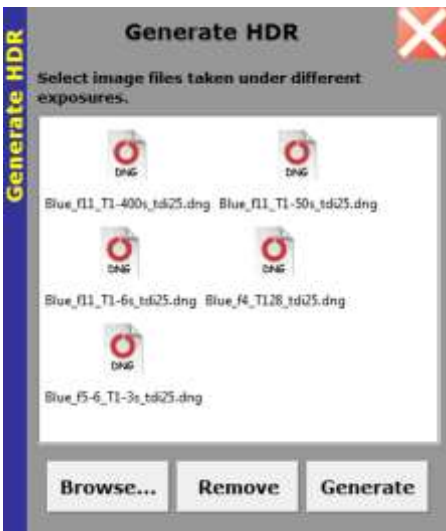 Generate HDR
Generate HDR
Select image files taken under different
exposures.
DNG DNG
Blue_f11_T1-400s_tdi25.dng Blue_f11_T1-50s_tdi25.dng
DNG DNG
Blue_f11_T1-6s_tdi25.dng Blue_f4_T128_tdi25.dng
DNG
Blue_f5-6_T1-3s_tdi25.dng
Browse... Remove Generate